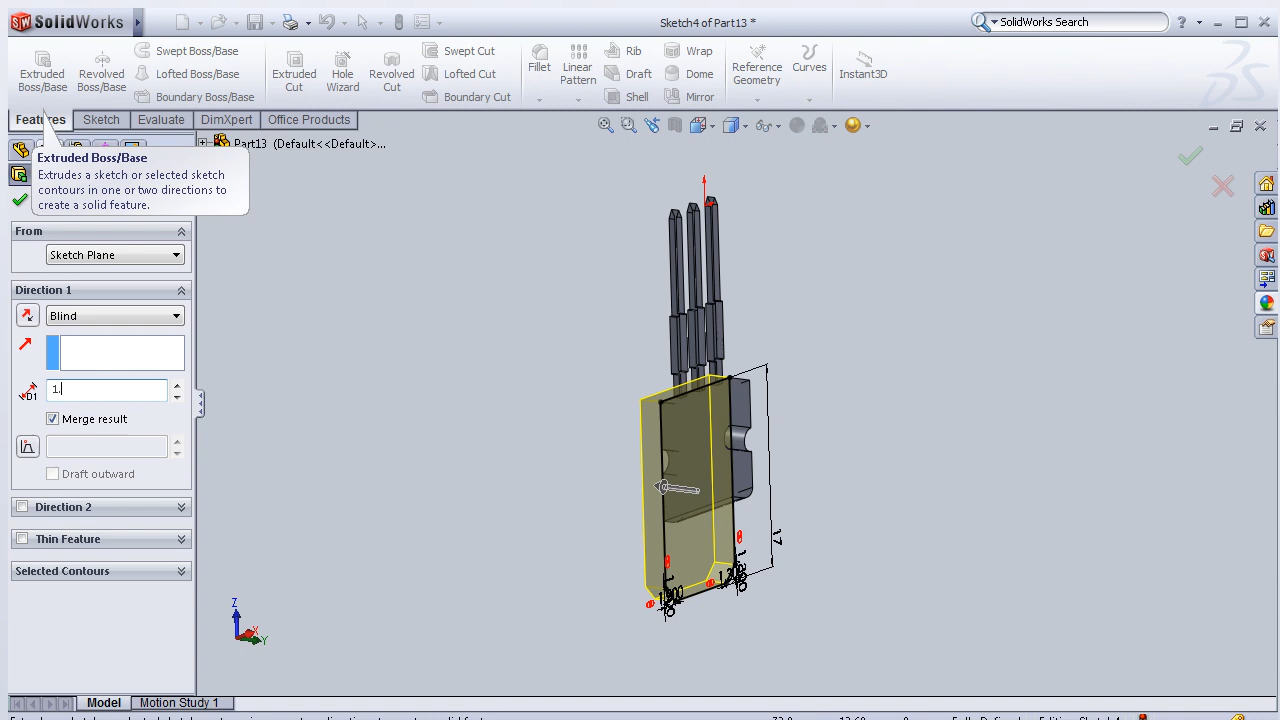 SolidWorks
Sketch4 of Part13 *
SolidWorks Search
Extruded Boss/Base
Revolved Boss/Base
Swept Boss/Base
Lofted Boss/Base
Boundary Boss/Base
Extruded Cut
Hole Wizard
Revolved Cut
Swept Cut
Lofted Cut
Boundary Cut
Fillet
Linear Pattern
Rib
Draft
Shell
Wrap
Dome
Mirror
Reference Geometry
Curves
Instant3D
Features
Sketch
Evaluate
DimXpert
Office Products
Part13 (Default<<Default>...
Extruded Boss/Base
Extrudes a sketch or selected sketch
contours in one or two directions to
create a solid feature.
From
Sketch Plane
Direction 1
Blind
D1
1.
Merge result
Draft outward
Direction 2
Thin Feature
Selected Contours
17
Z
X
Y
Model
Motion Study 1